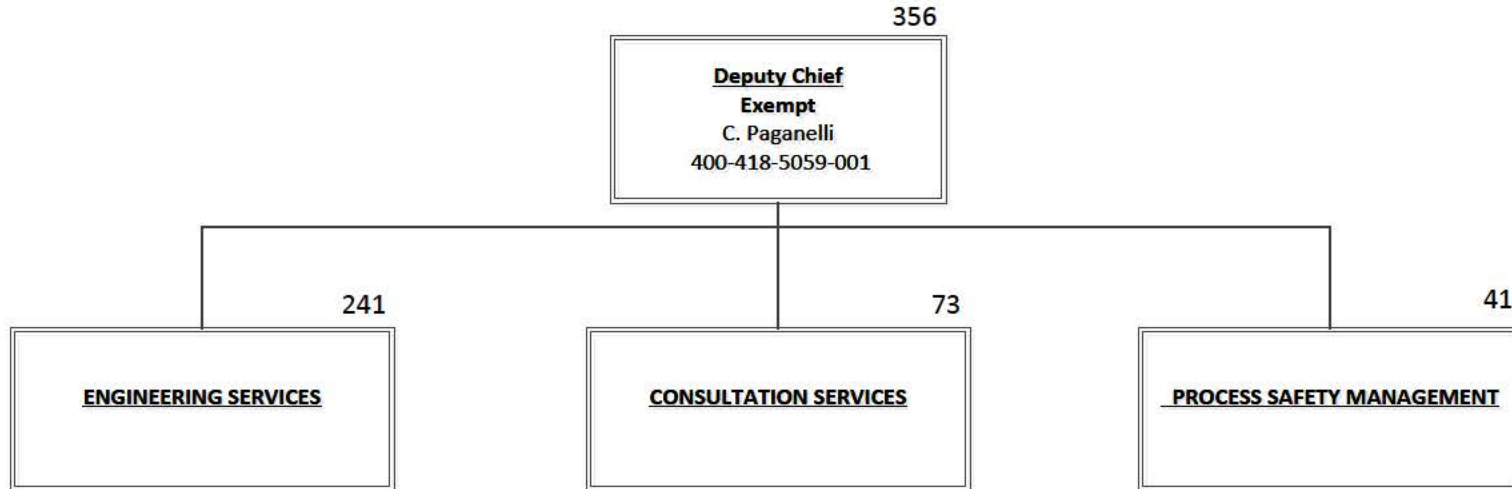 356
Deputy Chief
Exempt
C. Paganelli
400-418-5059-001
241
73
41
ENGINEERING SERVICES
CONSULTATION SERVICES
PROCESS SAFETY MANAGEMENT